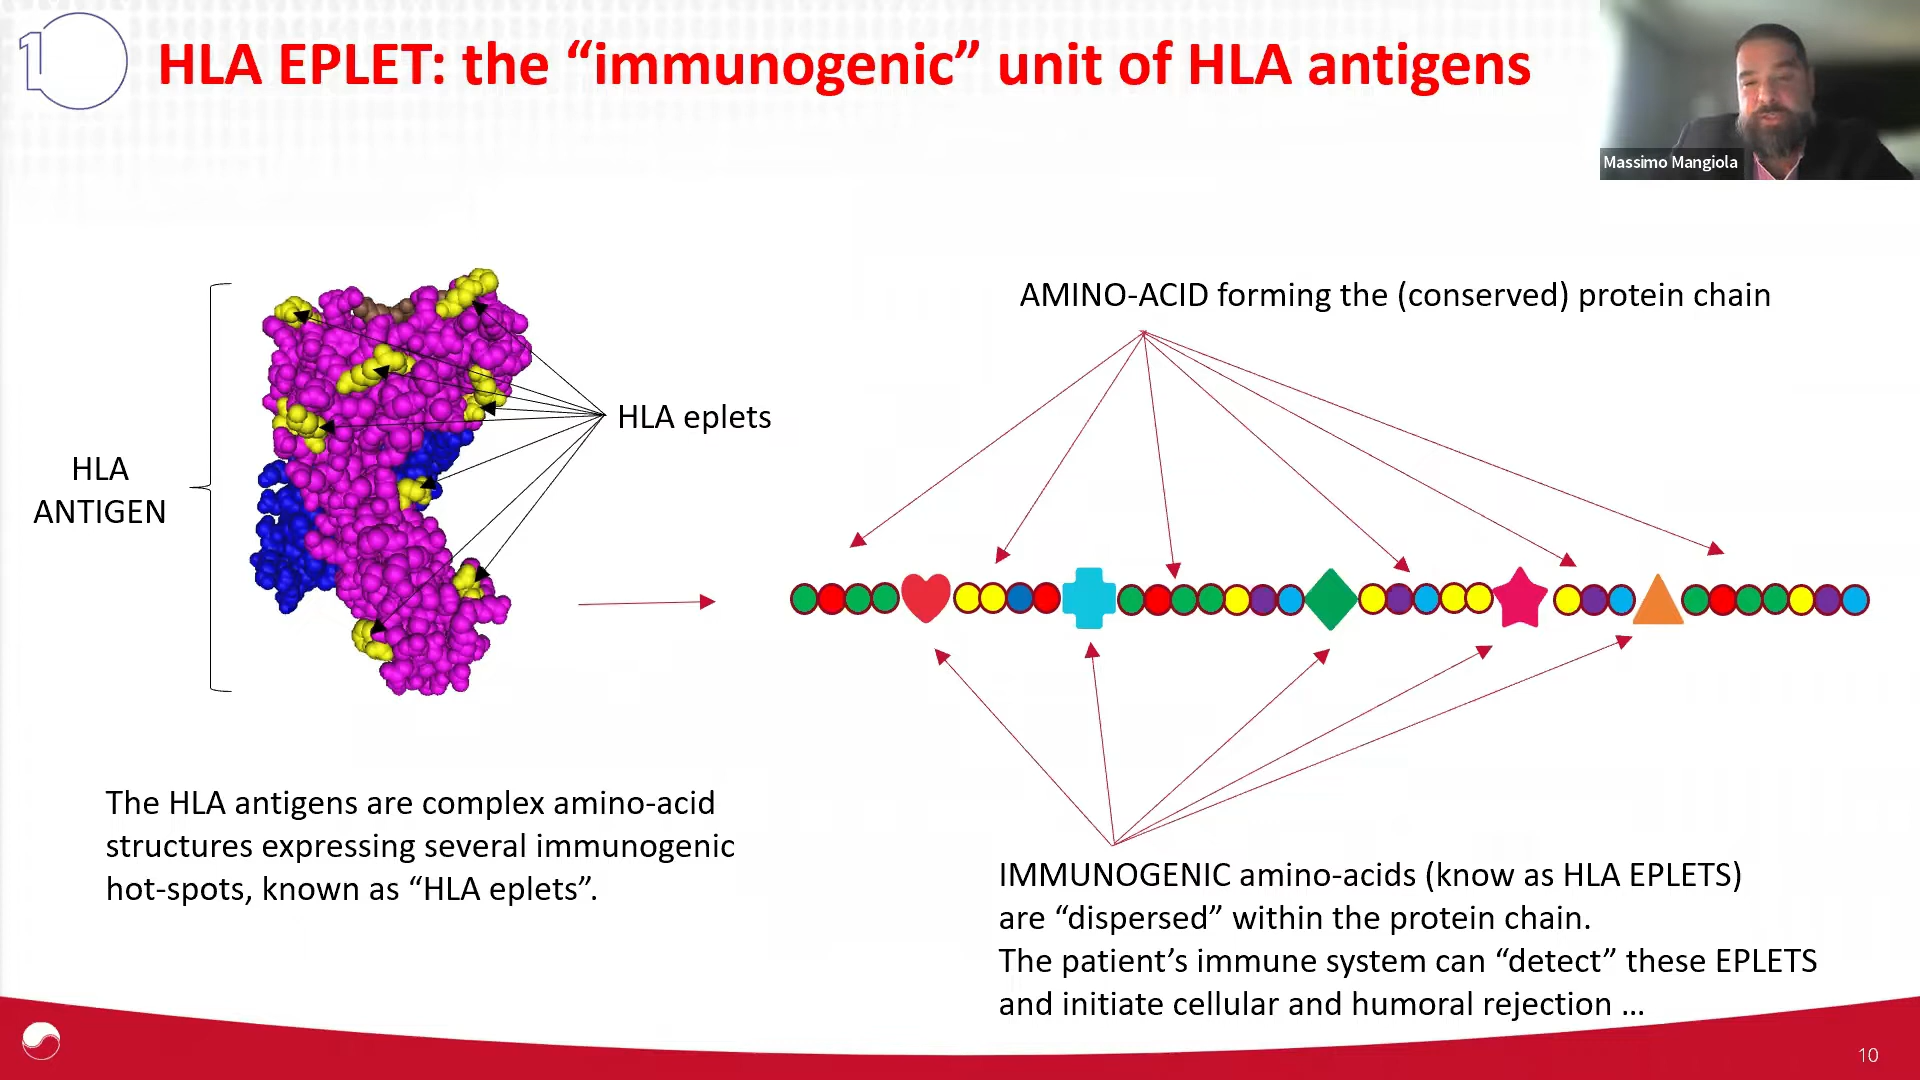 10
HLA EPLET: the “immunogenic” unit of HLA antigens
Massimo Mangiola
AMINO-ACID forming the (conserved) protein chain
HLA eplets
HLA
ANTIGEN
The HLA antigens are complex amino-acid
structures expressing several immunogenic
hot-spots, known as “HLA eplets”.
IMMUNOGENIC amino-acids (know as HLA EPLETS)
are “dispersed” within the protein chain.
The patient’s immune system can “detect” these EPLETS
and initiate cellular and humoral rejection ...
10